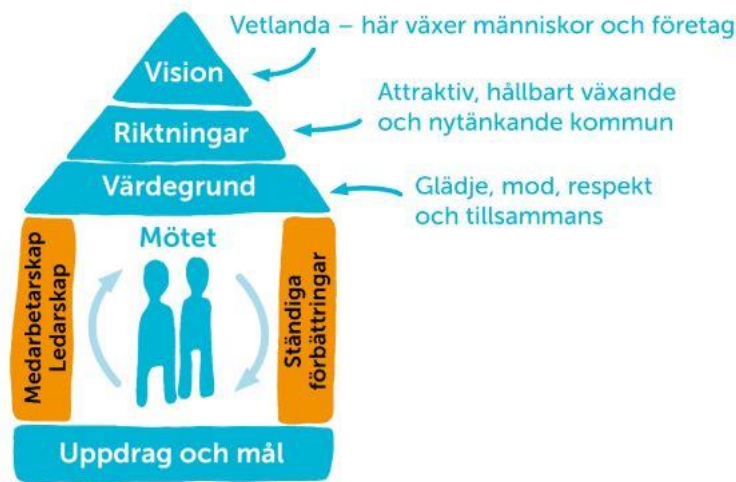 Vetlanda – här växer människor och företag
Vision
Attraktiv, hållbart växande
och nytänkande kommun
Riktningar
Värdegrund
Glädje, mod, respekt
och tillsammans
Mötet
Medarbetarskap
Ledarskap
Ständiga
förbättringar
Uppdrag och mål